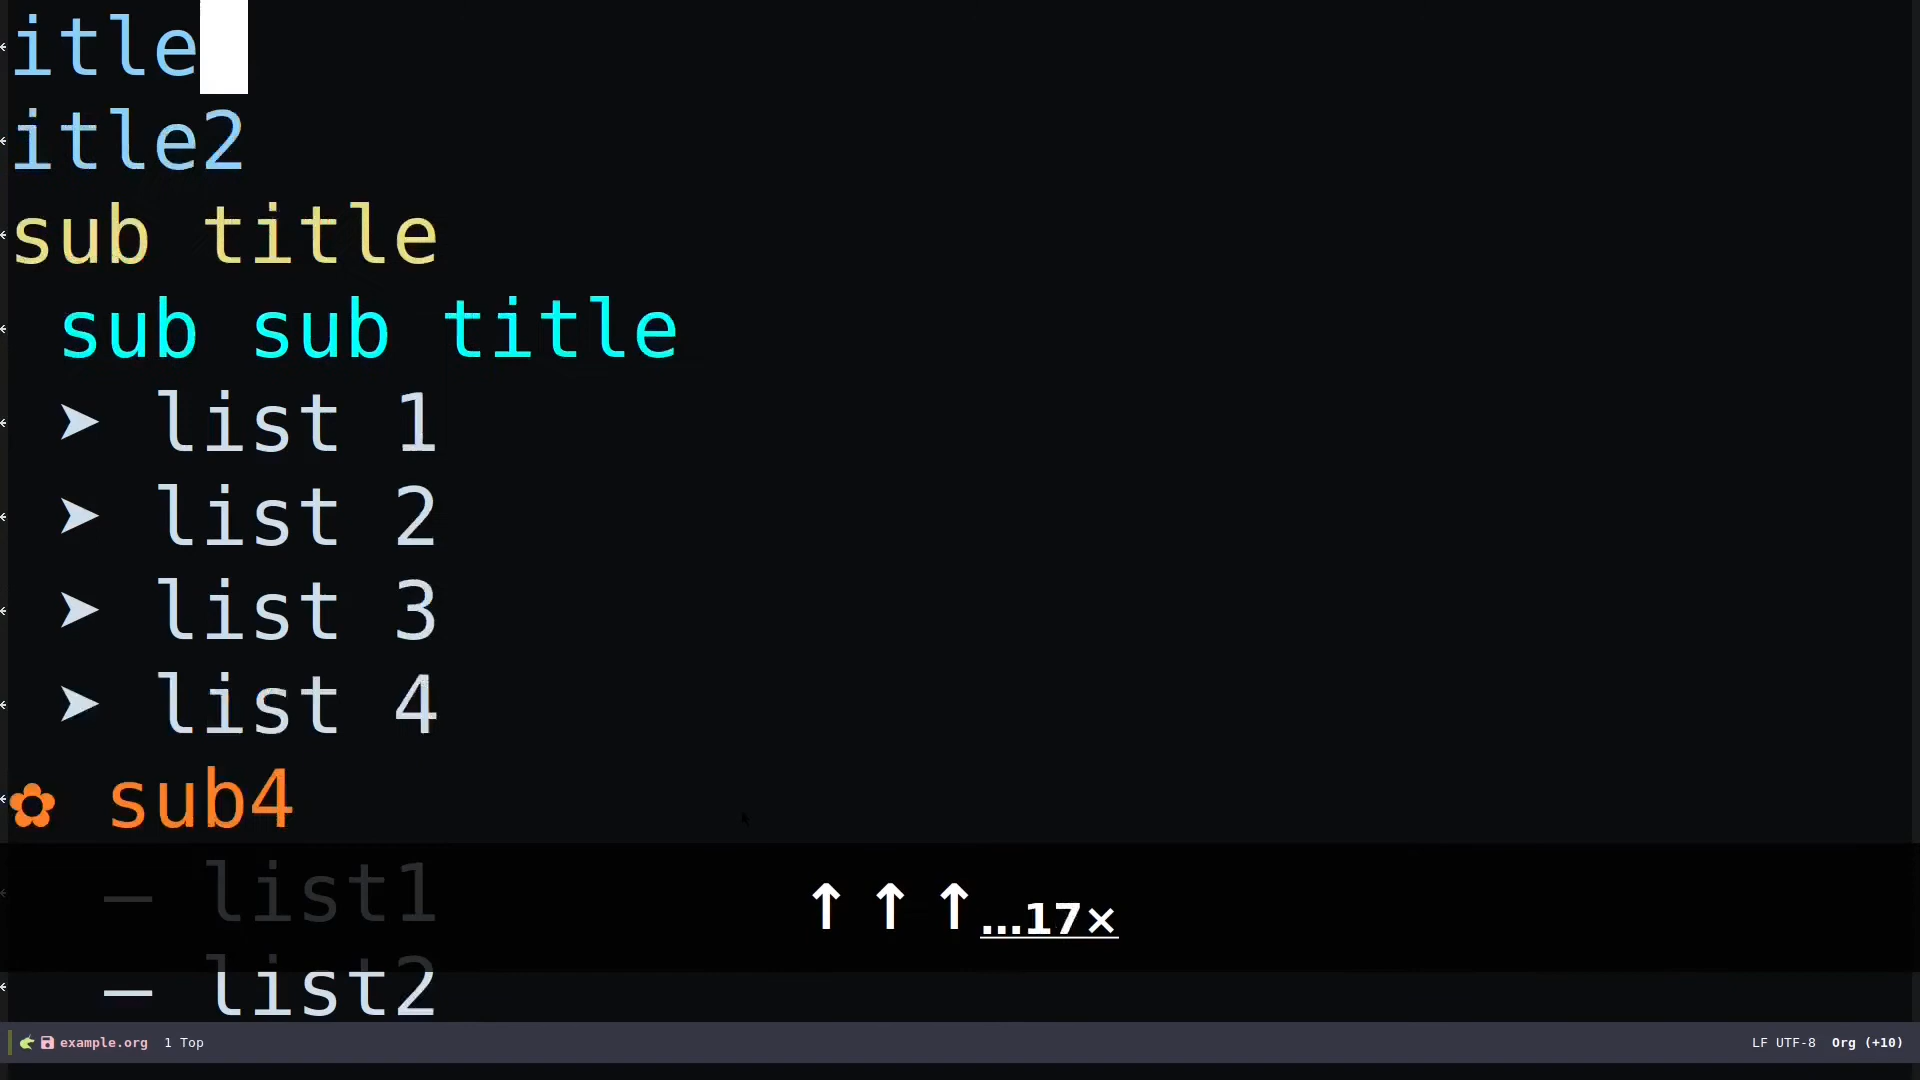 itle
itle2
sub title
sub sub title
➤ list 1
➤ list 2
➤ list 3
➤ list 4
✿ sub4
– list1
↑ ↑ ↑...17×
– list2
example.org 1 Top LF UTF-8 Org (+10)